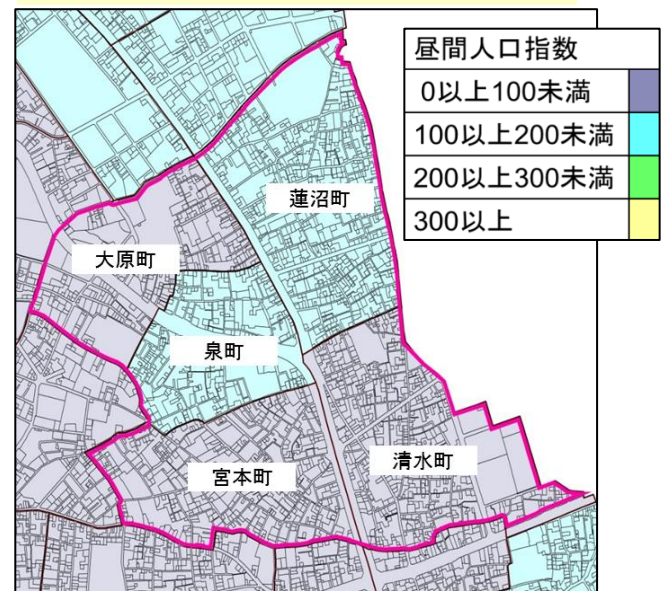 昼間人口指数
0以上100未満
100以上200未満
200以上300未満
300以上
蓮沼町
大原町
泉町
清水町
宮本町